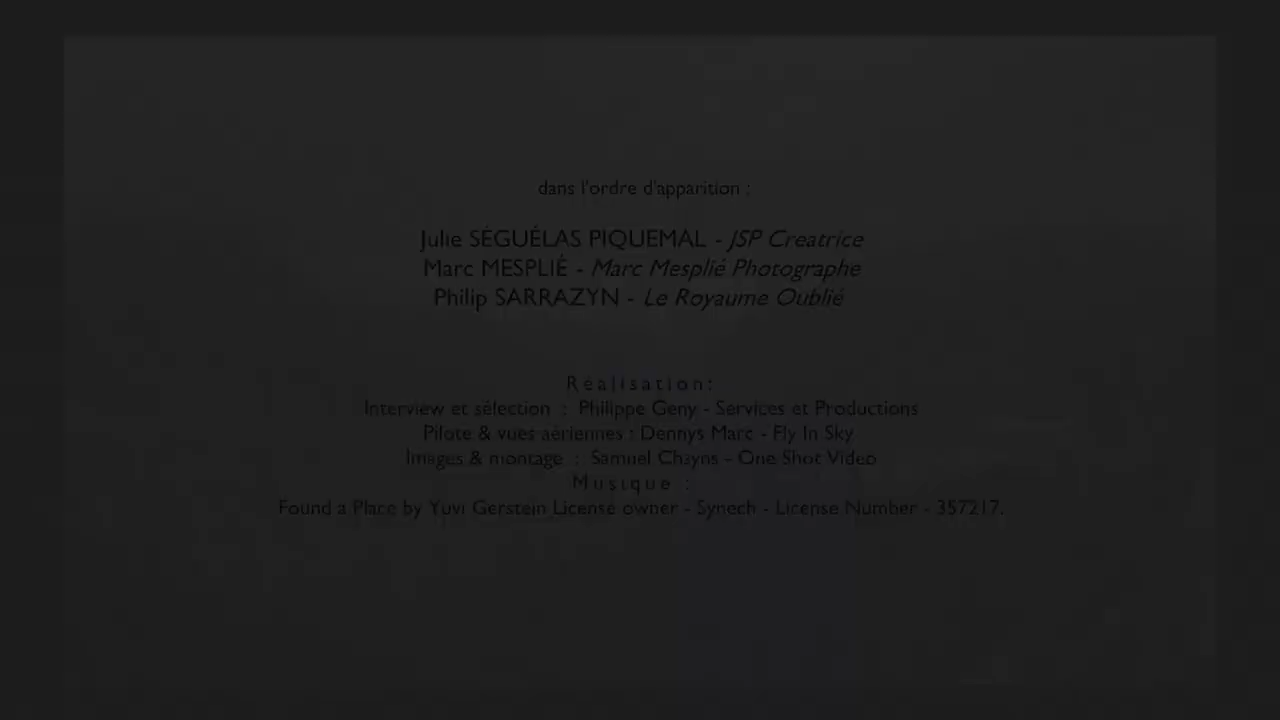 dans l'ordre d'apparition :
Julie SÉGUÉLAS PIQUEMAL - JSP Creatrice
Marc MESPLIÉ - Marc Mesplié Photographe
Philip SARRAZYN - Le Royaume Oublié
Realisation:
Interview et sélection : Philippe Geny - Services et Productions
Pilote & vues aériennes : Dennys Marc - Fly In Sky
Images & montage : Samuel Chayns - One Shot Video
Musique :
Found a Place by Yuvi Gerstein License owner - Synech - License Number - 357217.